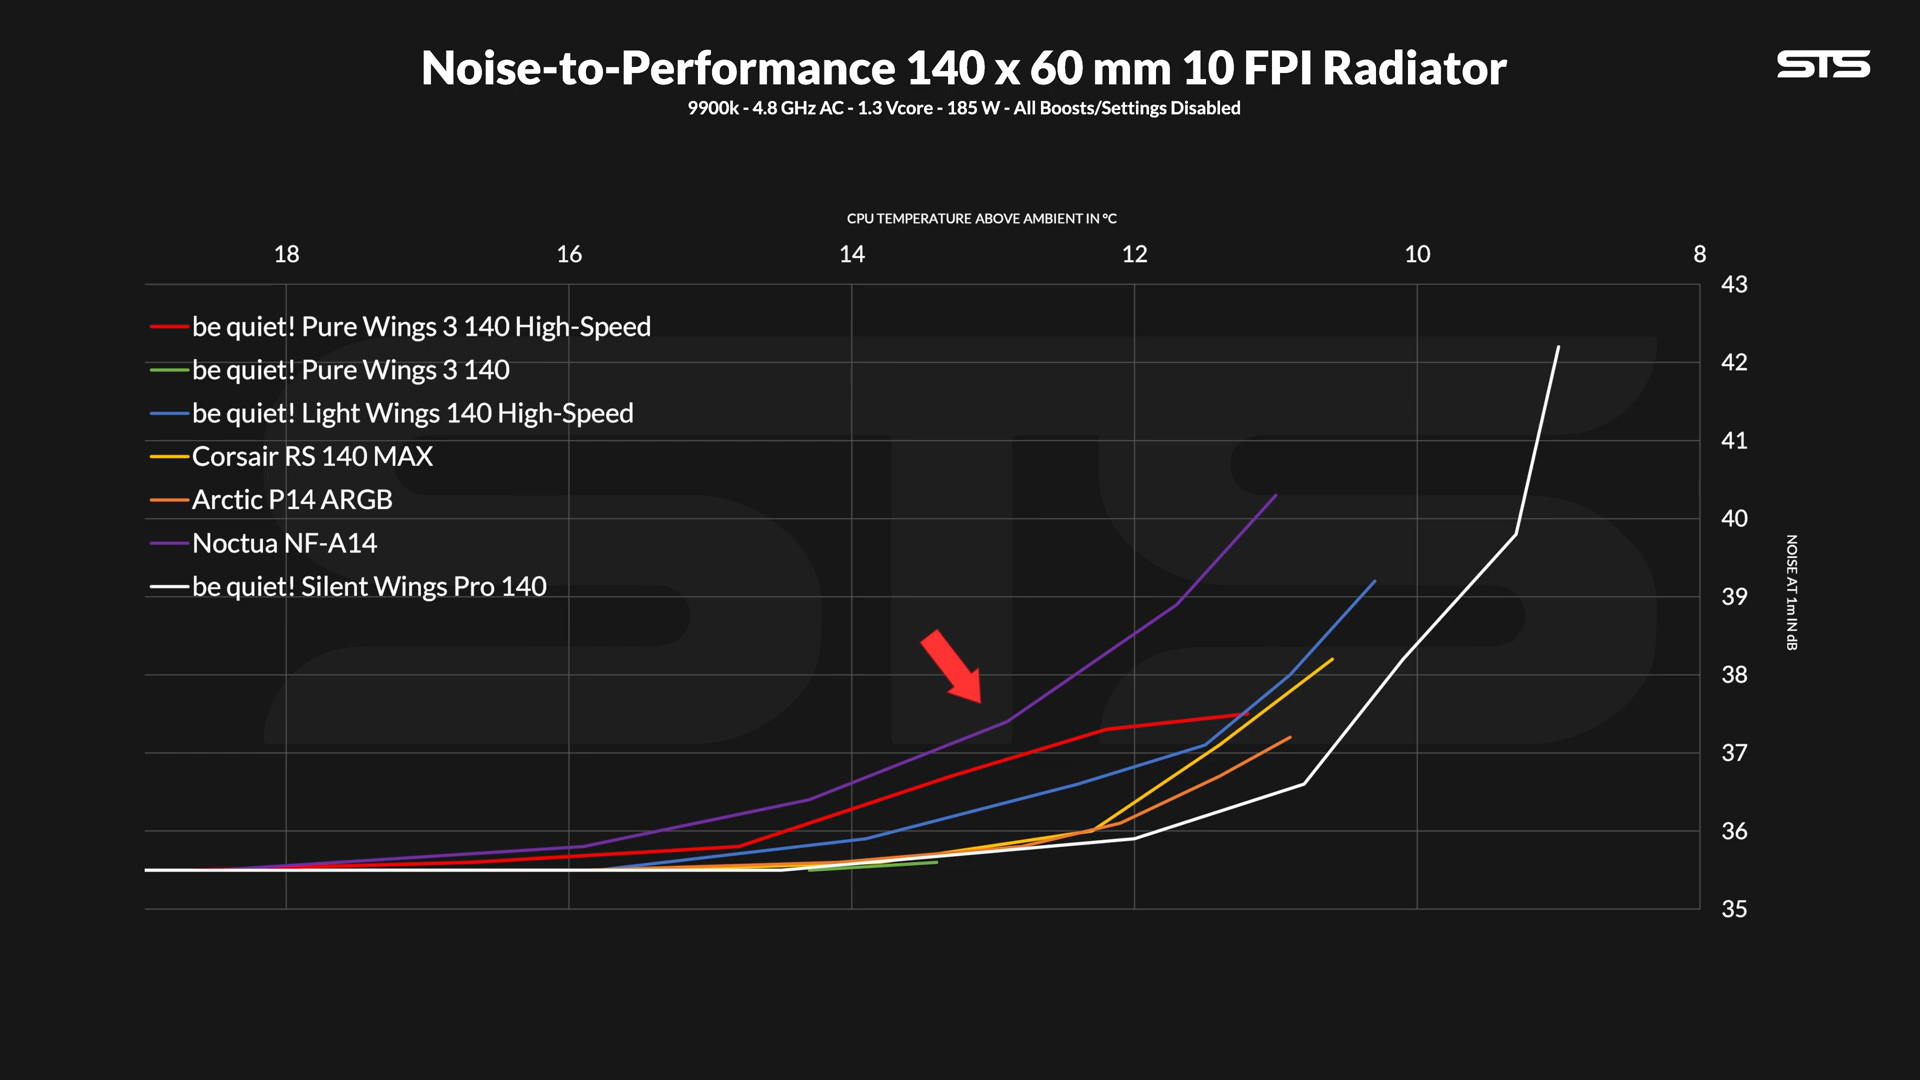 Noise-to-Performance 140 x 60 mm 10 FPI Radiator
STS
9900k - 4.8 GHz AC - 1.3 Vcore - 185 W - All Boosts/Settings Disabled
CPU TEMPERATURE ABOVE AMBIENT IN °C
18 16 14 12 10 8
43
be quiet! Pure Wings 3 140 High-Speed
42
be quiet! Pure Wings 3 140
be quiet! Light Wings 140 High-Speed
41
Corsair RS 140 MAX
Arctic P14 ARGB
40
Noctua NF-A14
be quiet! Silent Wings Pro 140
39
NOISE AT 1m IN dB
38
37
36
35
STS